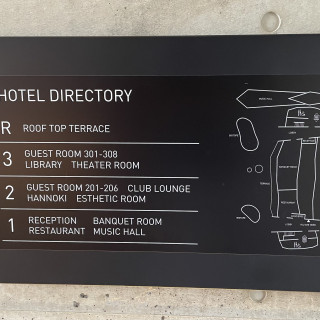 HOTEL DIRECTORY
R ROOF TOP TERRACE
3 GUEST ROOM 301-308
LIBRARY THEATER ROOM
2 GUEST ROOM 201-206 CLUB LOUNGE
HANNOKI ESTHETIC ROOM
1 RECEPTION BANQUET ROOM
RESTAURANT MUSIC HALL